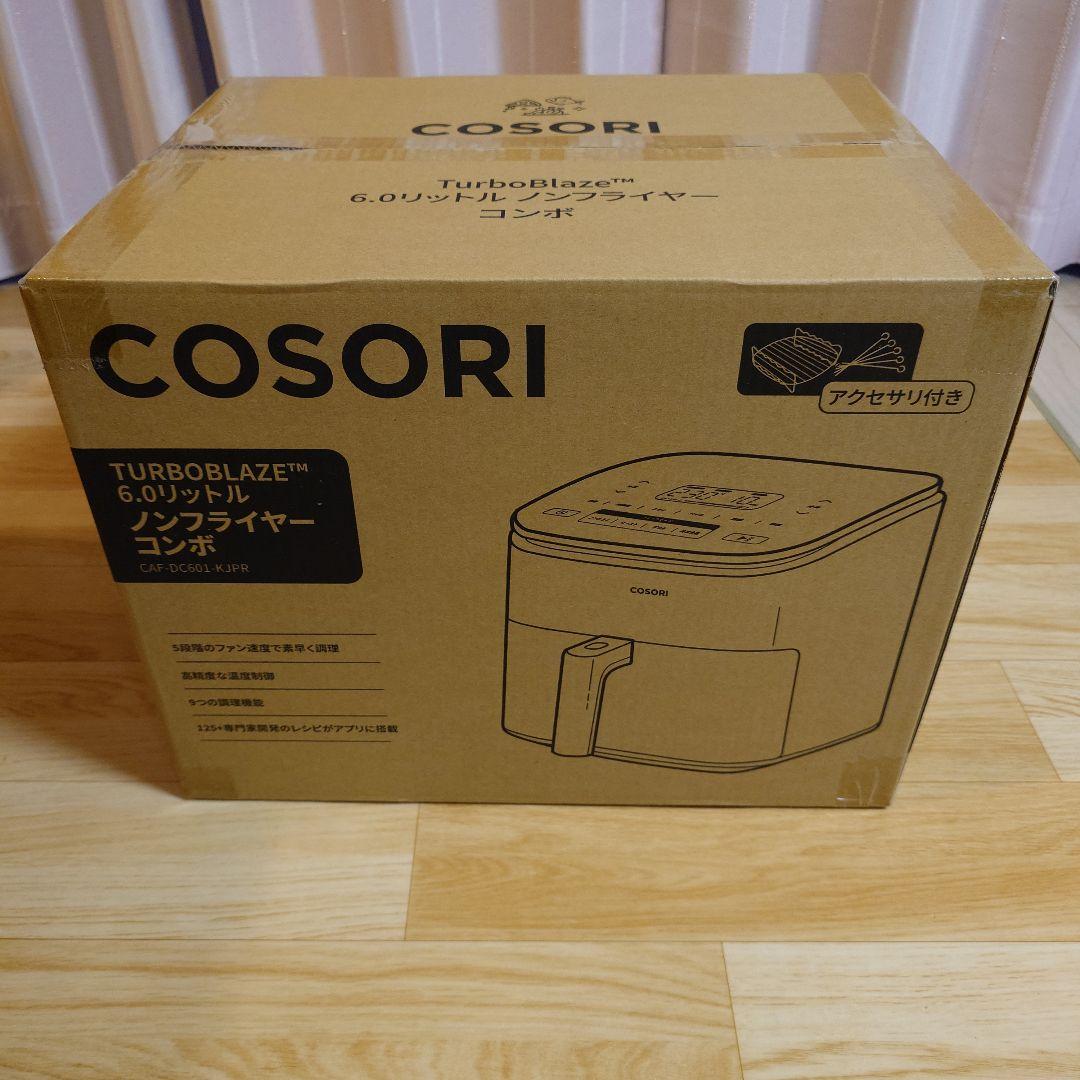 COSORI
TurboBlaze™
6.0リットル ノンフライヤー
コンボ
COSORI
アクセサリ付き
TURBOBLAZE™
6.0リットル
ノンフライヤー
コンボ
CAF-DC601-KJPR
5段階のファン速度で素早く調理
高精度な温度制御
9つの調理機能
125+専門家開発のレシピがアプリに搭載
COSORI